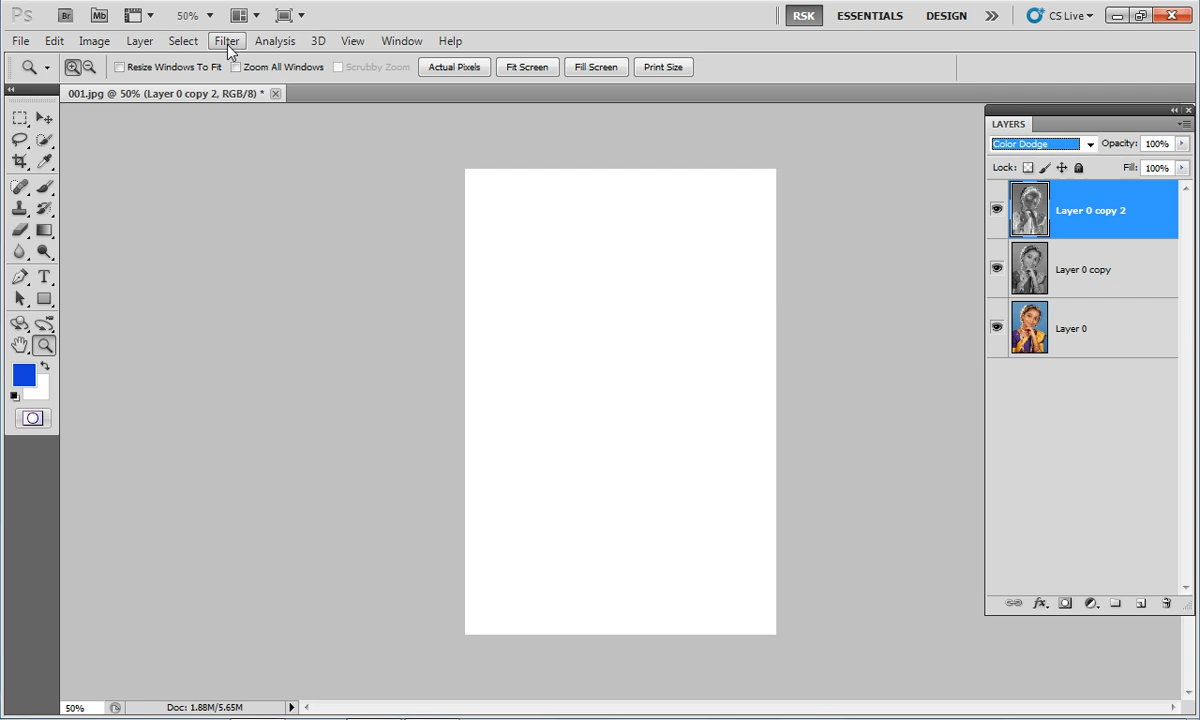 Ps Br Mb 50% RSK ESSENTIALS DESIGN CS Live
File Edit Image Layer Select Filter Analysis 3D View Window Help
Resize Windows To Fit Zoom All Windows Scrubby Zoom Actual Pixels Fit Screen Fill Screen Print Size
001.jpg @ 50% (Layer 0 copy 2, RGB/8) *
LAYERS
Color Dodge Opacity: 100%
Lock: Fill: 100%
Layer 0 copy 2
Layer 0 copy
Layer 0
T
fx
50% Doc: 1.88M/5.65M